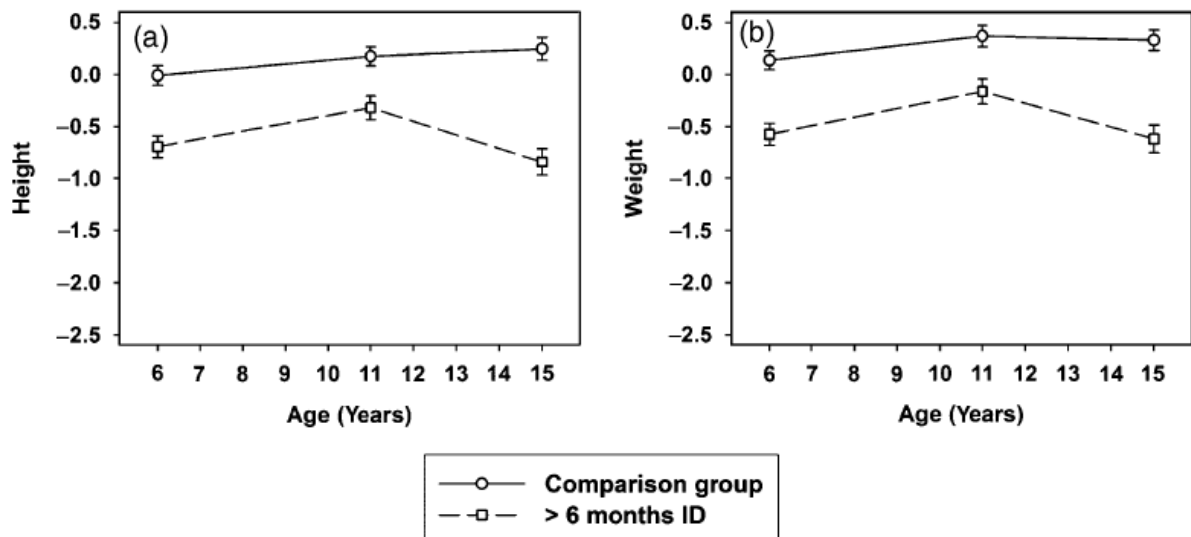 (a)
Height
0.5
0.0
−0.5
−1.0
−1.5
−2.0
−2.5
6 7 8 9 10 11 12 13 14 15
Age (Years)
(b)
Weight
0.5
0.0
−0.5
−1.0
−1.5
−2.0
−2.5
6 7 8 9 10 11 12 13 14 15
Age (Years)
Comparison group
> 6 months ID